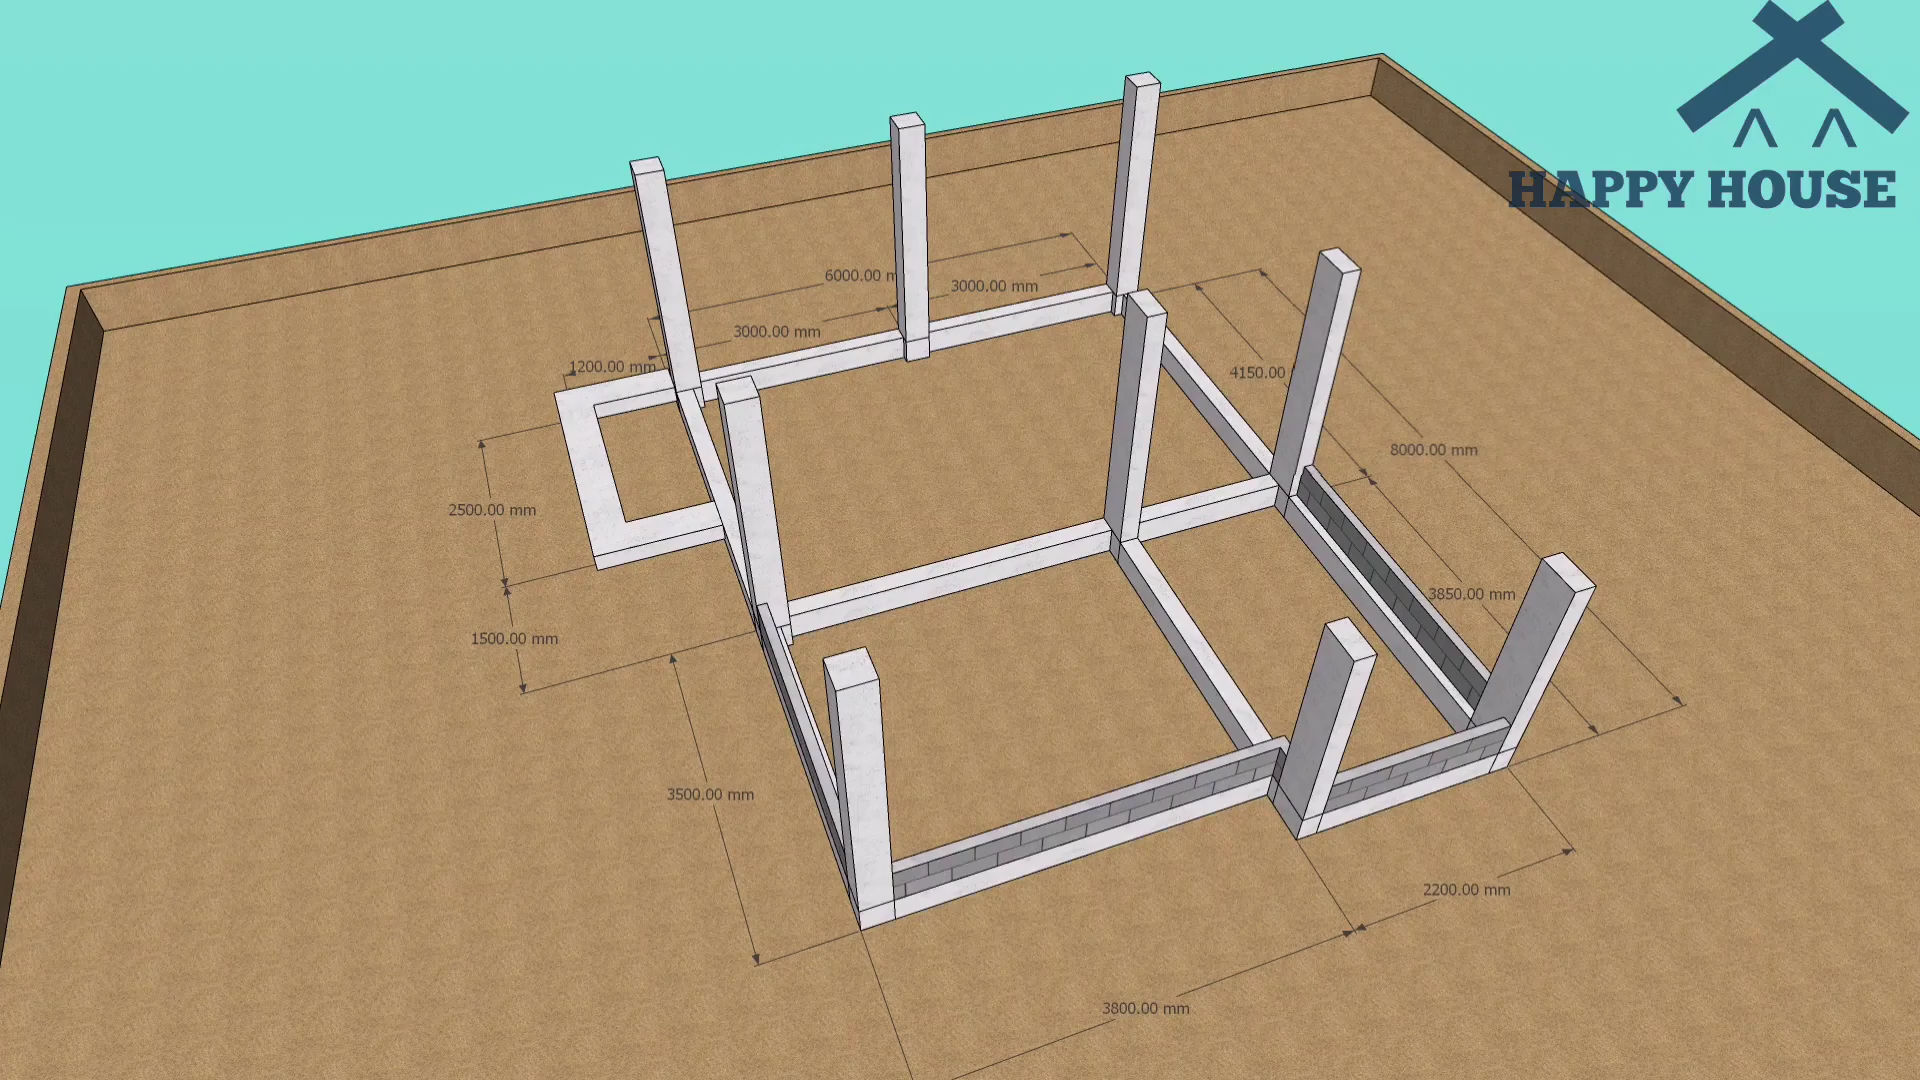 HAPPY HOUSE
6000.00 m
3000.00 mm
3000.00 mm
1200.00 mm
4150.00
8000.00 mm
2500.00 mm
3850.00 mm
1500.00 mm
3500.00 mm
2200.00 mm
3800.00 mm